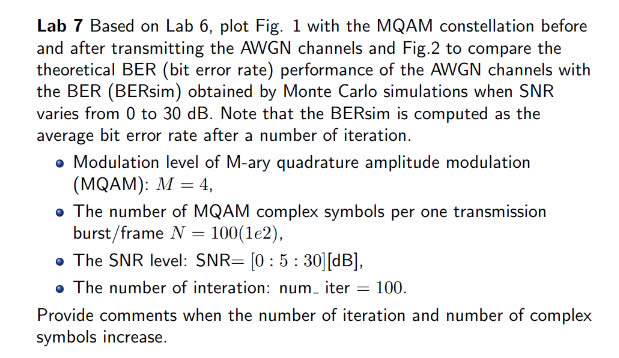 Lab 7 Based on Lab 6, plot Fig. 1 with the MQAM constellation before
and after transmitting the AWGN channels and Fig.2 to compare the
theoretical BER (bit error rate) performance of the AWGN channels with
the BER (BERsim) obtained by Monte Carlo simulations when SNR
varies from 0 to 30 dB. Note that the BERsim is computed as the
average bit error rate after a number of iteration.
• Modulation level of M-ary quadrature amplitude modulation
(MQAM): M = 4,
• The number of MQAM complex symbols per one transmission
burst/frame N = 100(1e2),
• The SNR level: SNR= [0 : 5 : 30][dB],
• The number of interation: num_ iter = 100.
Provide comments when the number of iteration and number of complex
symbols increase.